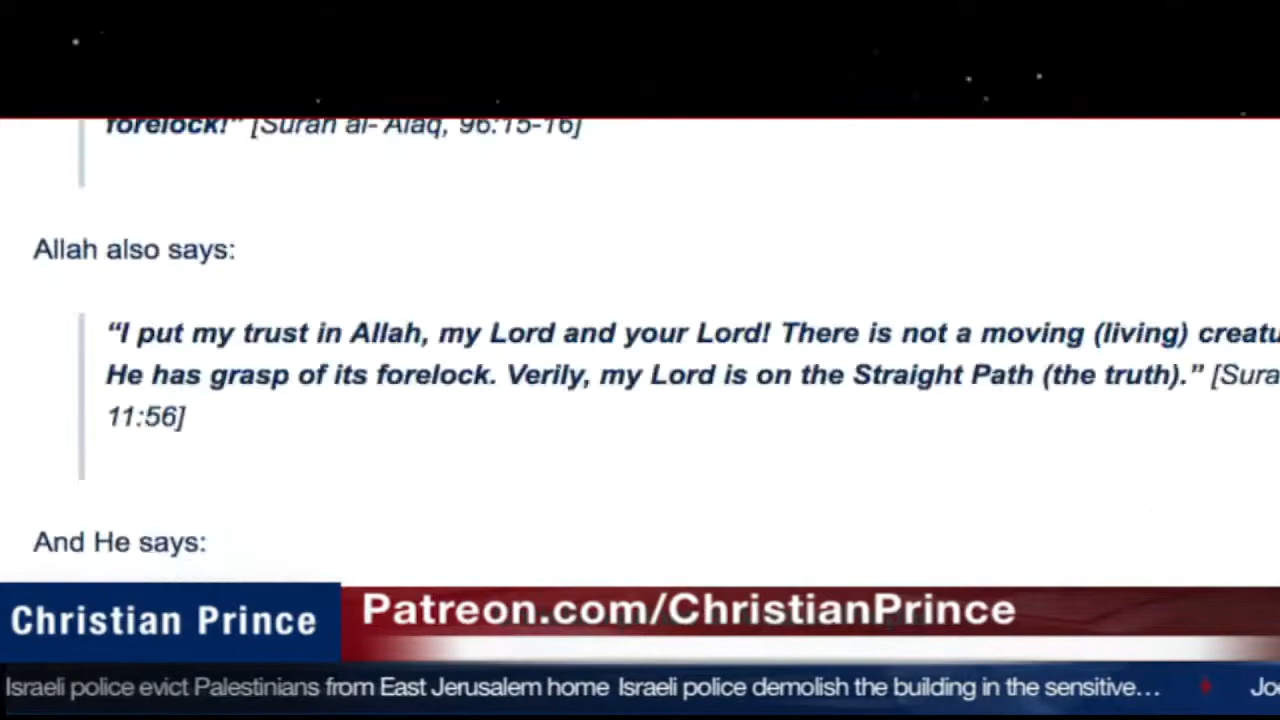 forelock!” [Surah al-'Alaq, 96:15-16]
Allah also says:
“I put my trust in Allah, my Lord and your Lord! There is not a moving (living) creatu
He has grasp of its forelock. Verily, my Lord is on the Straight Path (the truth).” [Sura
11:56]
And He says:
Christian Prince
Patreon.com/ChristianPrince
Israeli police evict Palestinians from East Jerusalem home Israeli police demolish the building in the sensitive… Joe